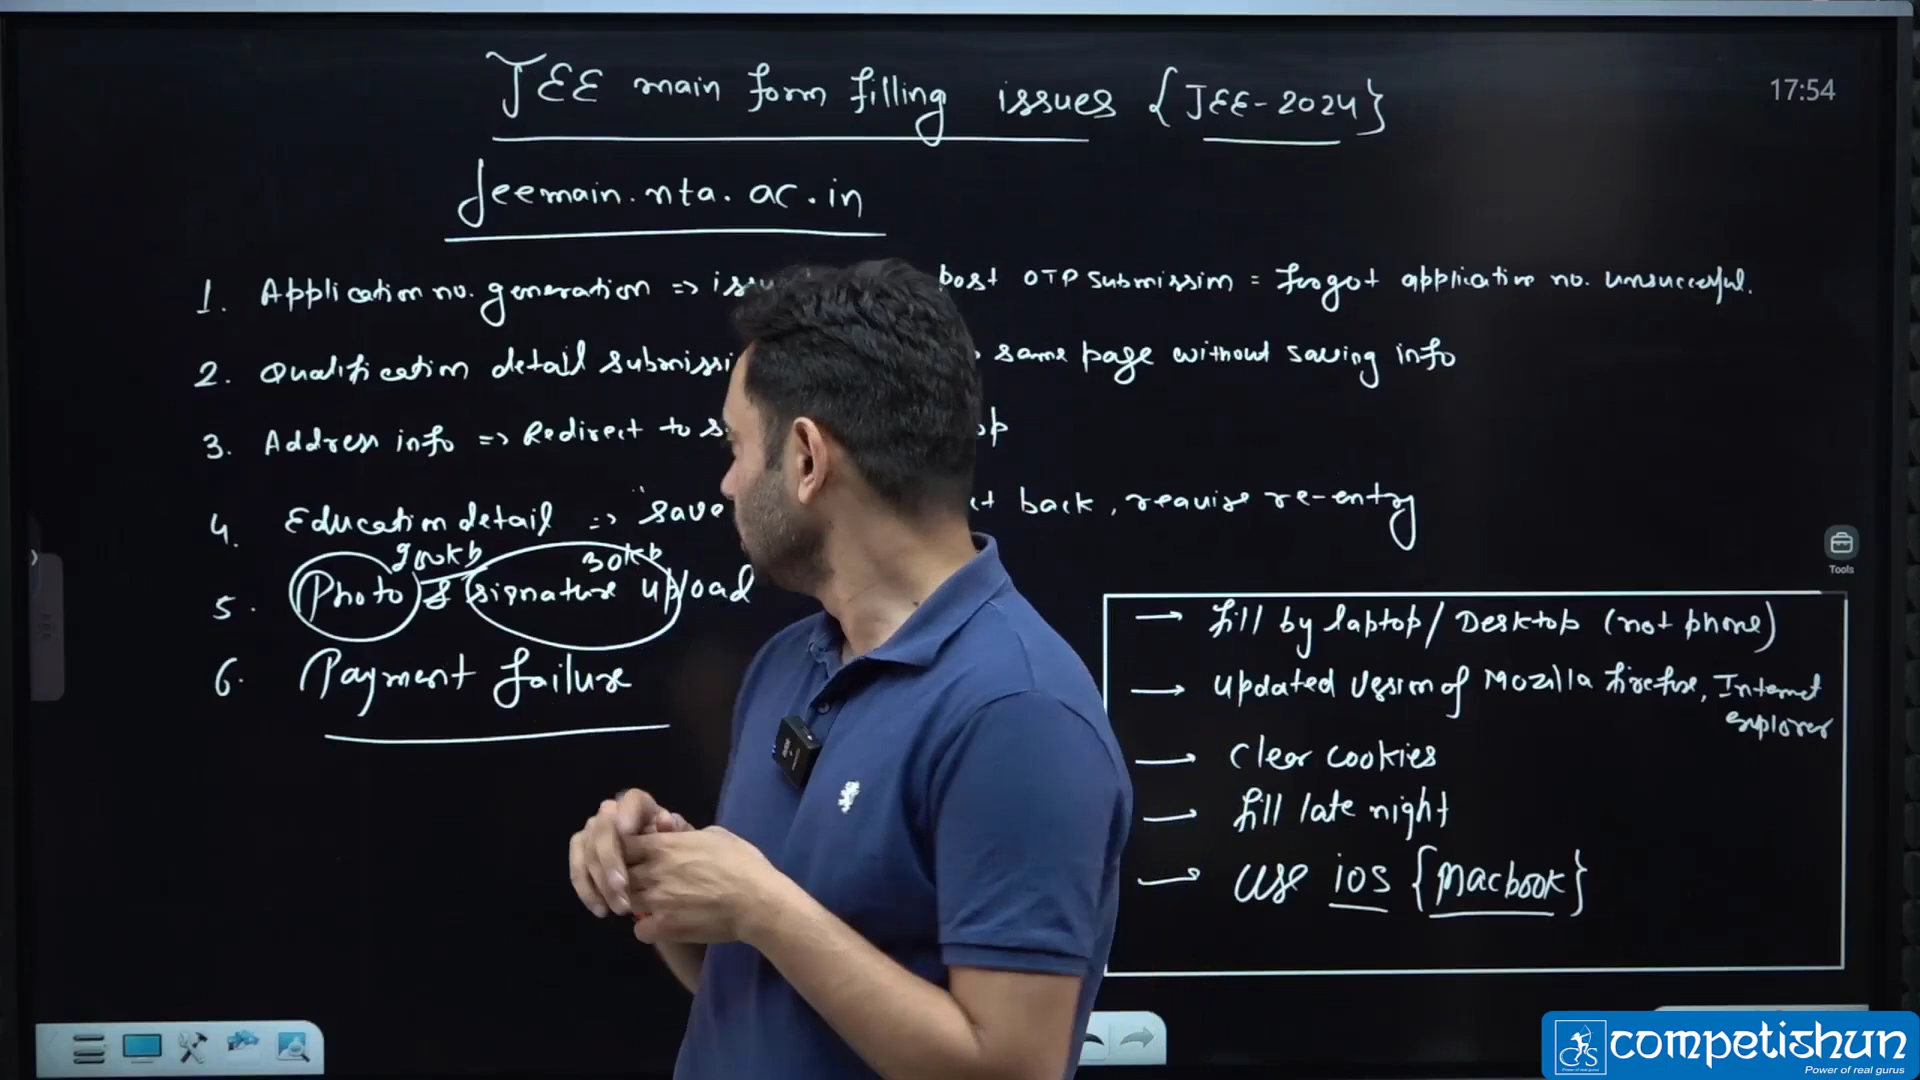 JEE main form filling issues {JEE-2024}
17:54
Jeemain.nta.ac.in
1. Application no. generation => post OTP submission = forgot application no. unsuccessful.
2. Qualification detail same page without saving info
3. Address info => Redirect to
4. Education detail => "save back, require re-entry
200kb 30kb
5. Photo & signature upload
6. Payment failure
Tools
→ fill by laptop/Desktop (not phone)
→ updated version of Mozilla firefox, Internet
explorer
→ clear cookies
→ fill late night
→ use ios {Macbook}
competishun
Power of real gurus